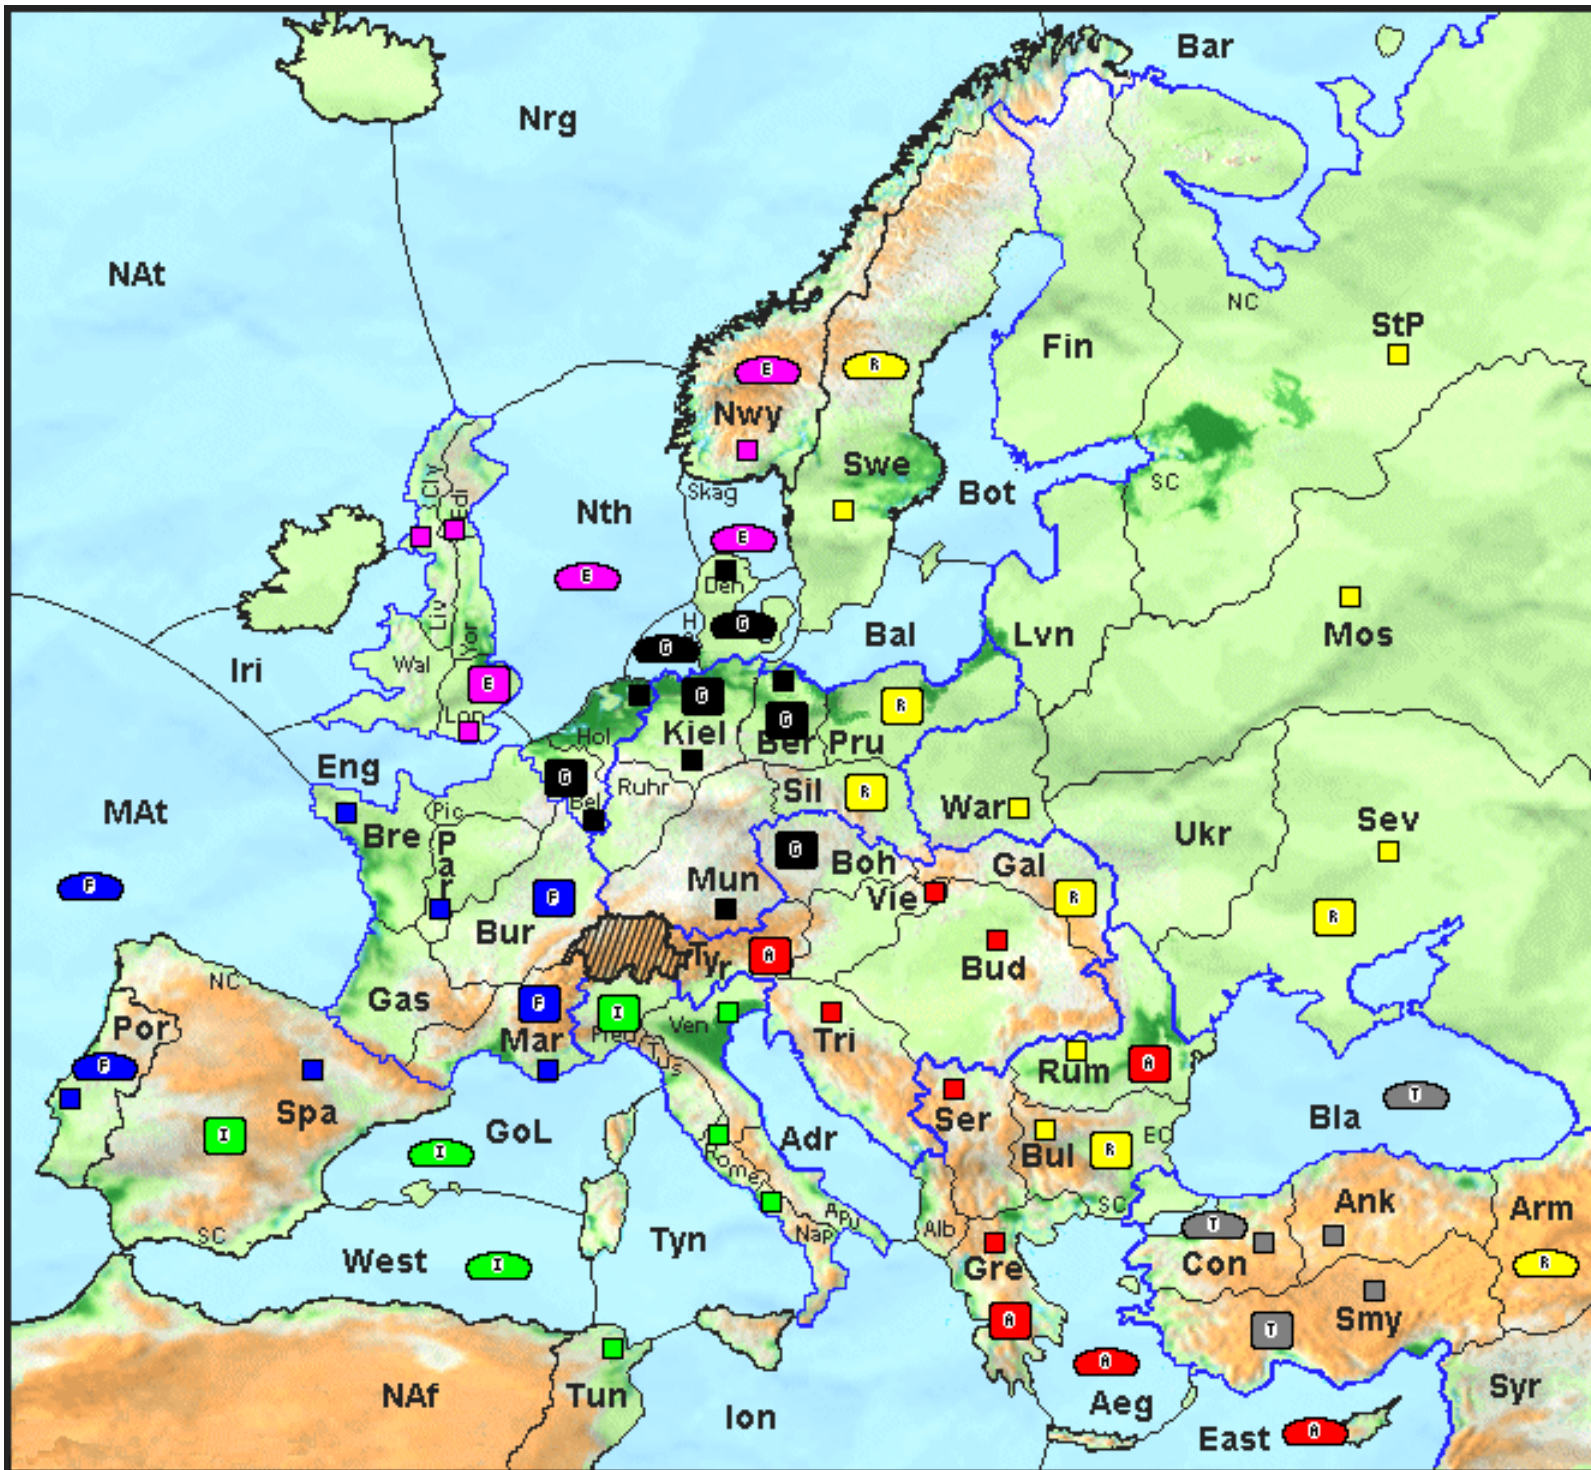 Bar
Nrg
NAt
NC
StP
Fin
E
R
Nwy
Swe
Skag
Bot
SC
Cly
Edi
Nth
E
E
Den
H
G
G
Bal
Lvn
Mos
Liv
Yor
Iri
Wal
E
Lon
G
R
G
Hol
Kiel
Ber
Pru
Eng
G
Bel
Ruhr
Sil
R
War
MAt
Pic
Bre
Par
Ukr
Sev
G
Boh
Gal
F
Mun
Vie
R
F
R
Bur
Tyr
A
Bud
NC
Gas
F
I
Por
Mar
Pied
Ven
Tri
Tus
Rum
A
F
Spa
I
GoL
I
Adr
Ser
Bul
R
EC
Bla
T
Rome
SC
Ank
Arm
SC
West
I
Tyn
Apu
Nap
Alb
Gre
T
Con
R
Smy
T
A
A
NAf
Tun
Ion
Aeg
East
A
Syr